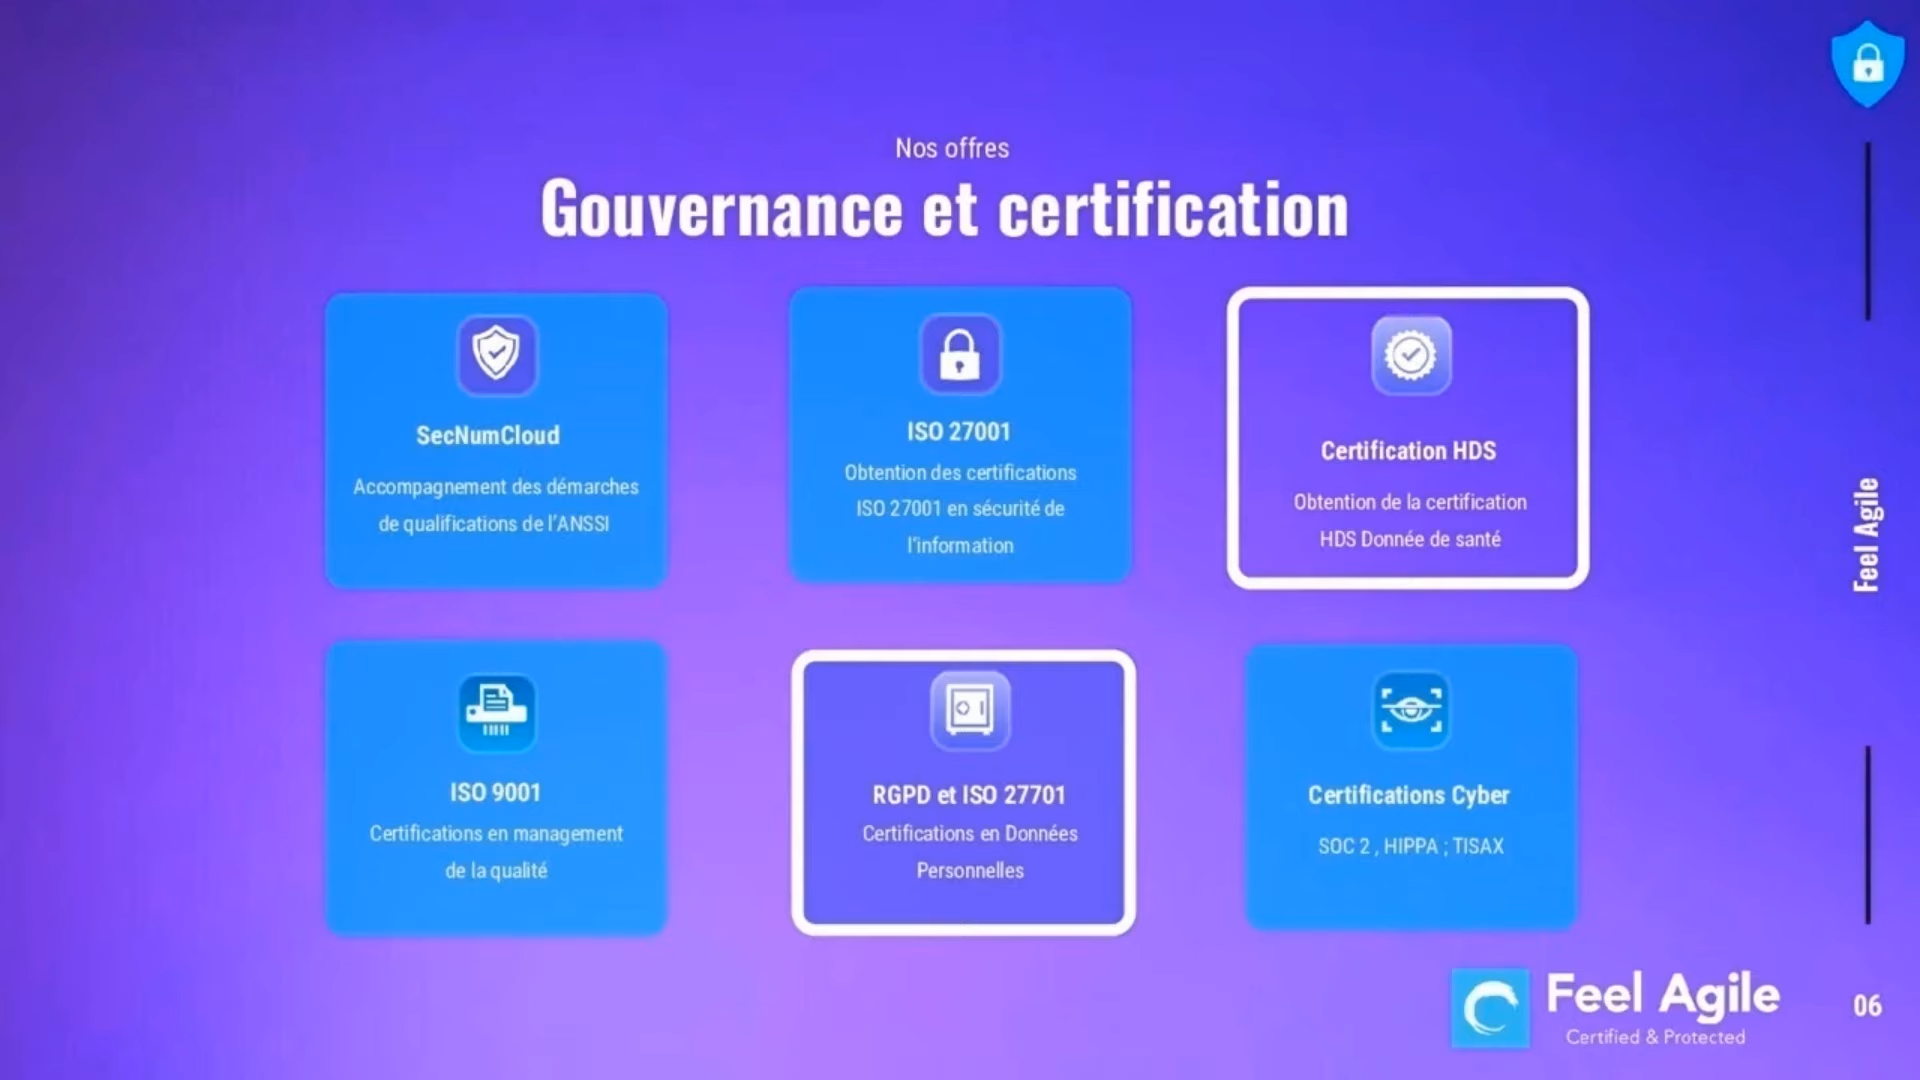 Nos offres
Gouvernance et certification
SecNumCloud
Accompagnement des démarches
de qualifications de l'ANSSI
ISO 27001
Obtention des certifications
ISO 27001 en sécurité de
l'information
Certification HDS
Obtention de la certification
HDS Donnée de santé
ISO 9001
Certifications en management
de la qualité
RGPD et ISO 27701
Certifications en Données
Personnelles
Certifications Cyber
SOC 2 , HIPPA ; TISAX
Feel Agile
Feel Agile
Certified & Protected
06